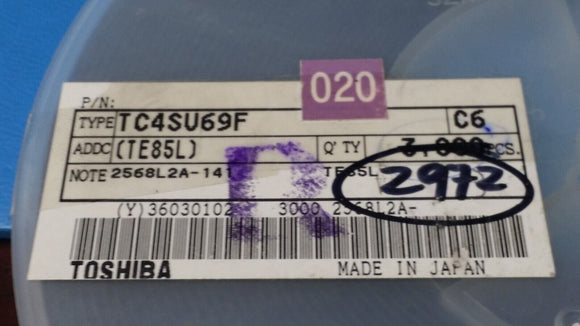 020
P/N:
TYPE TC4SU69F C6
ADDC (TE85L) Q'TY 3,000 PCS.
NOTE 2568L2A-141 TE85L 2972
(Y)36030102 3000 2568L2A-
TOSHIBA MADE IN JAPAN